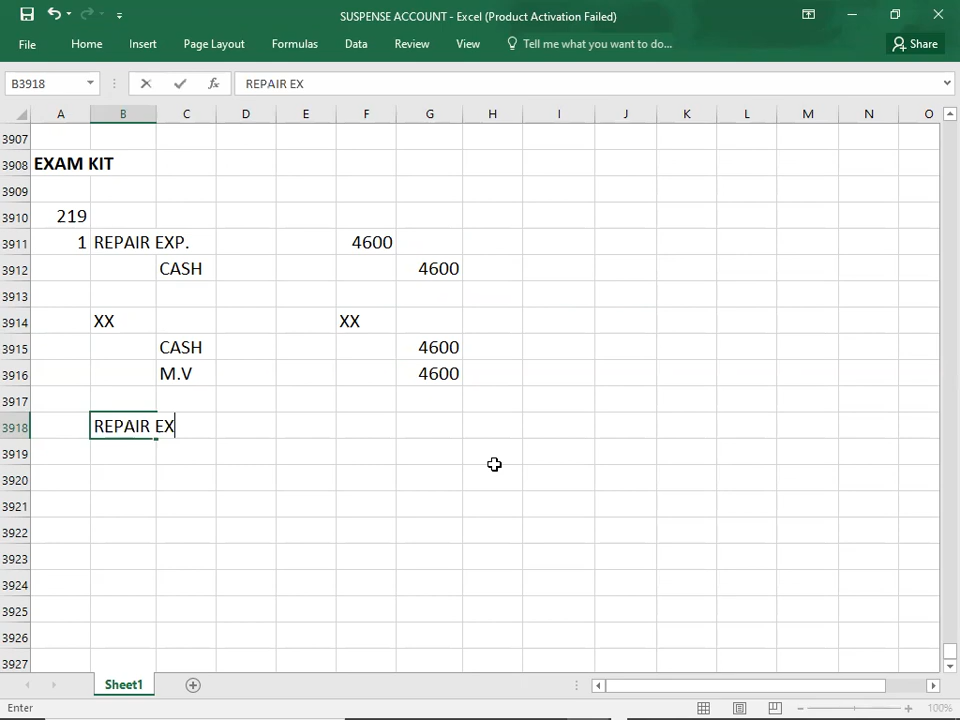 SUSPENSE ACCOUNT - Excel (Product Activation Failed)
File Home Insert Page Layout Formulas Data Review View Tell me what you want to do... Share
B3918 fx REPAIR EX
A B C D E F G H I J K L M N O
3907
3908 EXAM KIT
3909
3910 219
3911 1 REPAIR EXP. 4600
3912 CASH 4600
3913
3914 XX XX
3915 CASH 4600
3916 M.V 4600
3917
3918 REPAIR EX
3919
3920
3921
3922
3923
3924
3925
3926
3927
Sheet1
Enter 100%